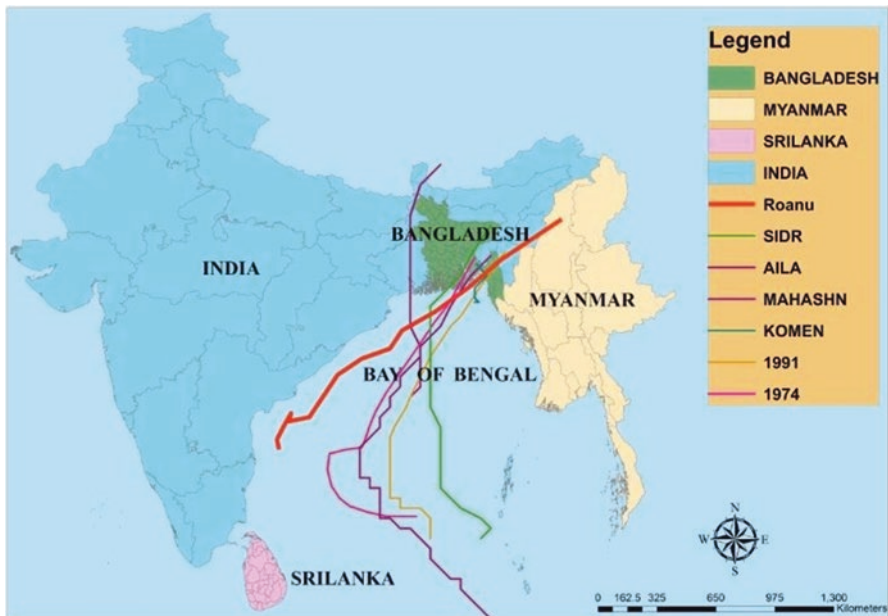 Legend
BANGLADESH
MYANMAR
SRILANKA
INDIA
Roanu
SIDR
AILA
MAHASHN
KOMEN
1991
1974
BANGLADESH
INDIA
MYANMAR
BAY OF BENGAL
SRILANKA
N
W E
S
0 162.5 325 650 975 1,300
Kilometers